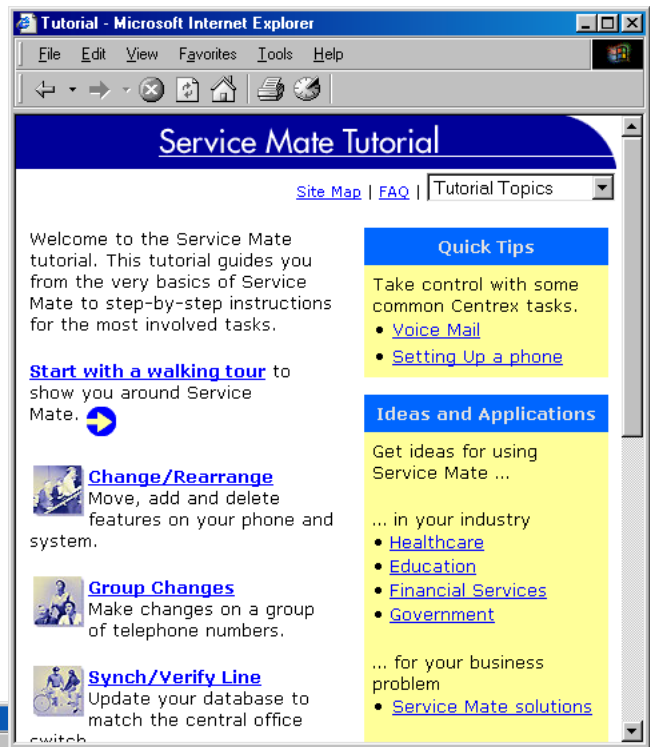 Tutorial - Microsoft Internet Explorer
File Edit View Favorites Tools Help
Service Mate Tutorial
Site Map | FAQ | Tutorial Topics
Welcome to the Service Mate
tutorial. This tutorial guides you
from the very basics of Service
Mate to step-by-step instructions
for the most involved tasks.
Start with a walking tour to
show you around Service
Mate.
Change/Rearrange
Move, add and delete
features on your phone and
system.
Group Changes
Make changes on a group
of telephone numbers.
Synch/Verify Line
Update your database to
match the central office
switch
Quick Tips
Take control with some
common Centrex tasks.
• Voice Mail
• Setting Up a phone
Ideas and Applications
Get ideas for using
Service Mate ...
... in your industry
• Healthcare
• Education
• Financial Services
• Government
... for your business
problem
• Service Mate solutions